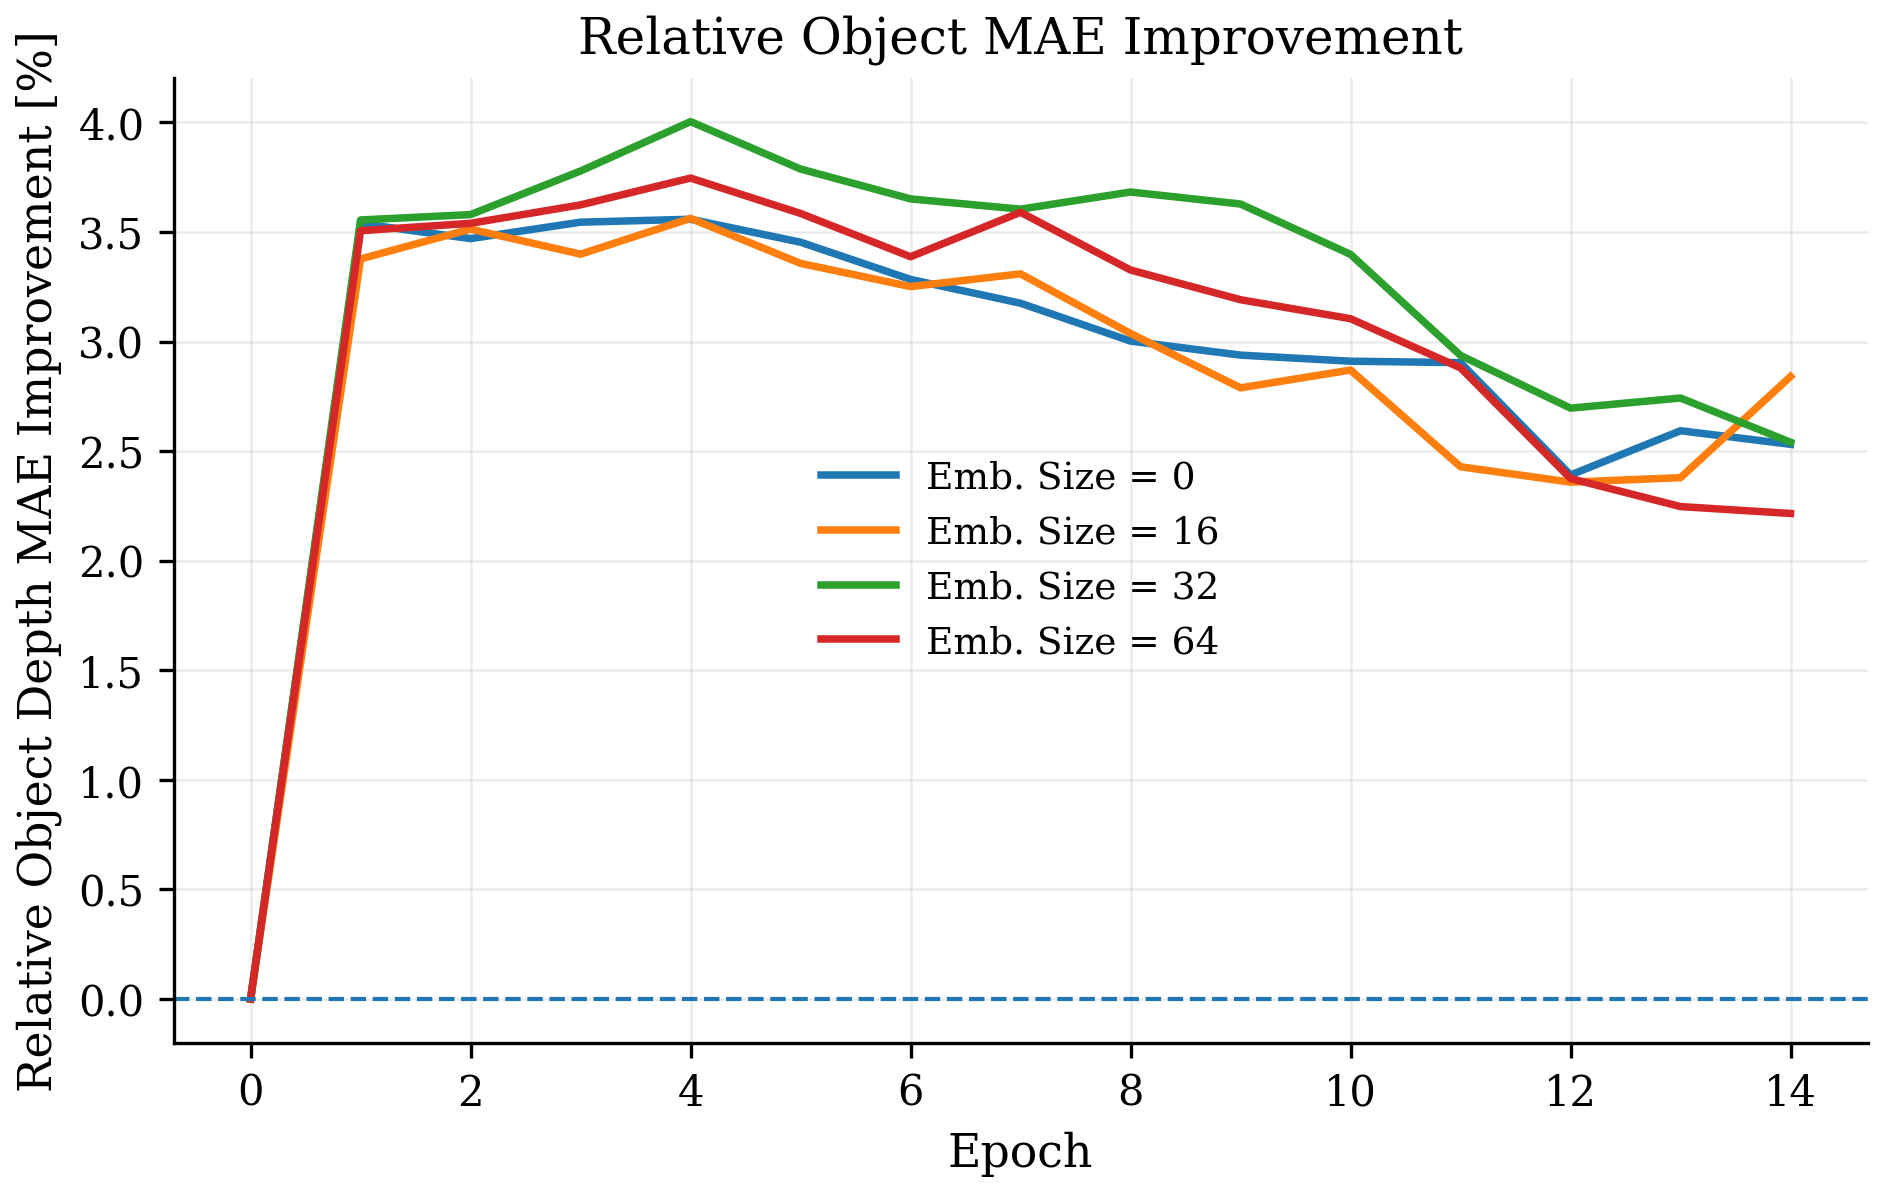 Relative Object MAE Improvement
Relative Object Depth MAE Improvement [%]
4.0
3.5
3.0
2.5
2.0
1.5
1.0
0.5
0.0
Emb. Size = 0
Emb. Size = 16
Emb. Size = 32
Emb. Size = 64
0 2 4 6 8 10 12 14
Epoch